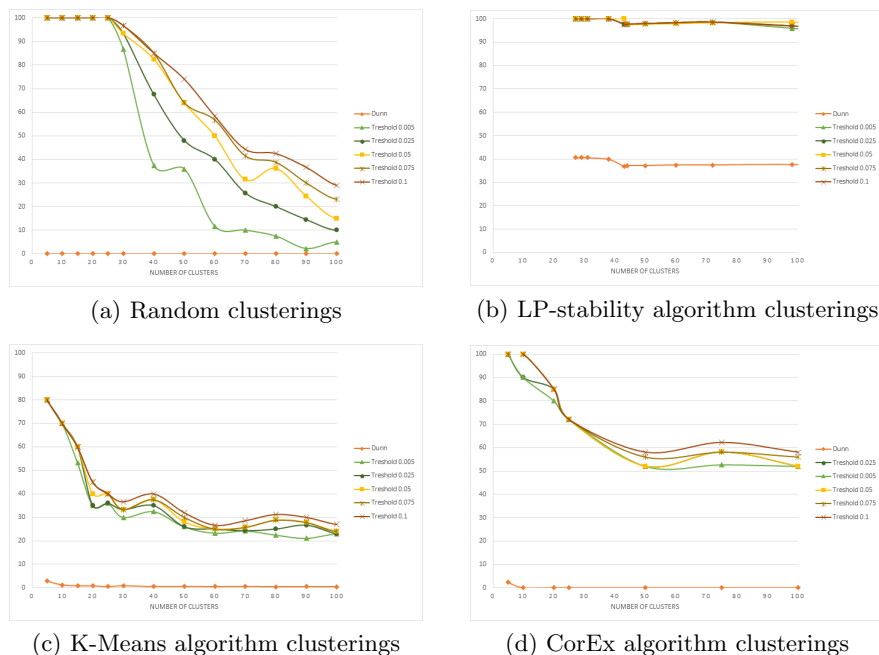 100
90
80
70
60
50
40
30
20
10
0
0 10 20 30 40 50 60 70 80 90 100
NUMBER OF CLUSTERS
Dunn
Treshold 0.005
Treshold 0.025
Treshold 0.05
Treshold 0.075
Treshold 0.1
(a) Random clusterings
100
90
80
70
60
50
40
30
20
10
0
0 10 20 30 40 50 60 70 80 90 100
NUMBER OF CLUSTERS
Dunn
Treshold 0.005
Treshold 0.025
Treshold 0.05
Treshold 0.075
Treshold 0.1
(b) LP-stability algorithm clusterings
100
90
80
70
60
50
40
30
20
10
0
0 10 20 30 40 50 60 70 80 90 100
NUMBER OF CLUSTERS
Dunn
Treshold 0.005
Treshold 0.025
Treshold 0.05
Treshold 0.075
Treshold 0.1
(c) K-Means algorithm clusterings
100
90
80
70
60
50
40
30
20
10
0
0 10 20 30 40 50 60 70 80 90 100
NUMBER OF CLUSTERS
Dunn
Treshold 0.025
Treshold 0.005
Treshold 0.05
Treshold 0.075
Treshold 0.1
(d) CorEx algorithm clusterings